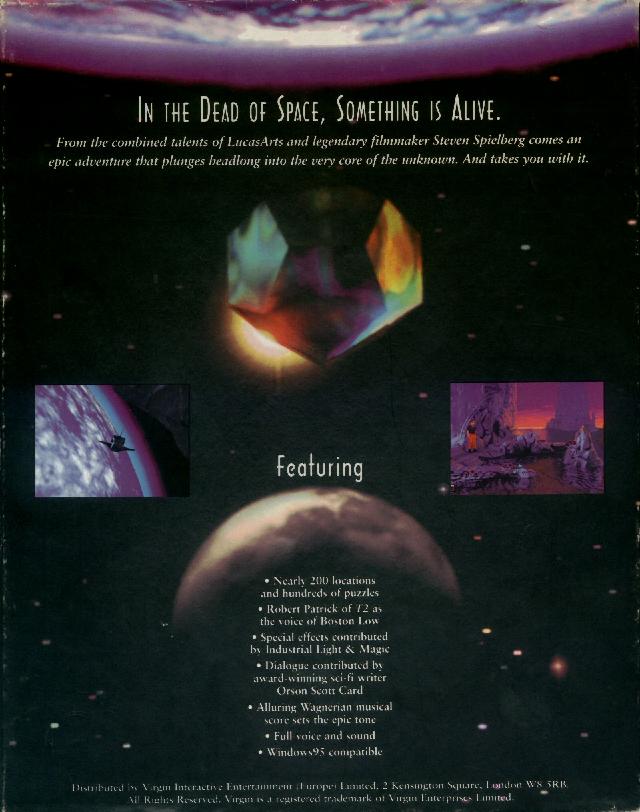 IN THE DEAD OF SPACE, SOMETHING IS ALIVE.
From the combined talents of LucasArts and legendary filmmaker Steven Spielberg comes an
epic adventure that plunges headlong into the very core of the unknown. And takes you with it.
Featuring
• Nearly 200 locations
and hundreds of puzzles
• Robert Patrick of T2 as
the voice of Boston Low
• Special effects contributed
by Industrial Light & Magic
• Dialogue contributed by
award-winning sci-fi writer
Orson Scott Card
• Alluring Wagnerian musical
score sets the epic tone
• Full voice and sound
• Windows95 compatible
Distributed by Virgin Interactive Entertainment (Europe) Limited, 2 Kensington Square, London W8 5RB.
All Rights Reserved. Virgin is a registered trademark of Virgin Enterprises Limited.